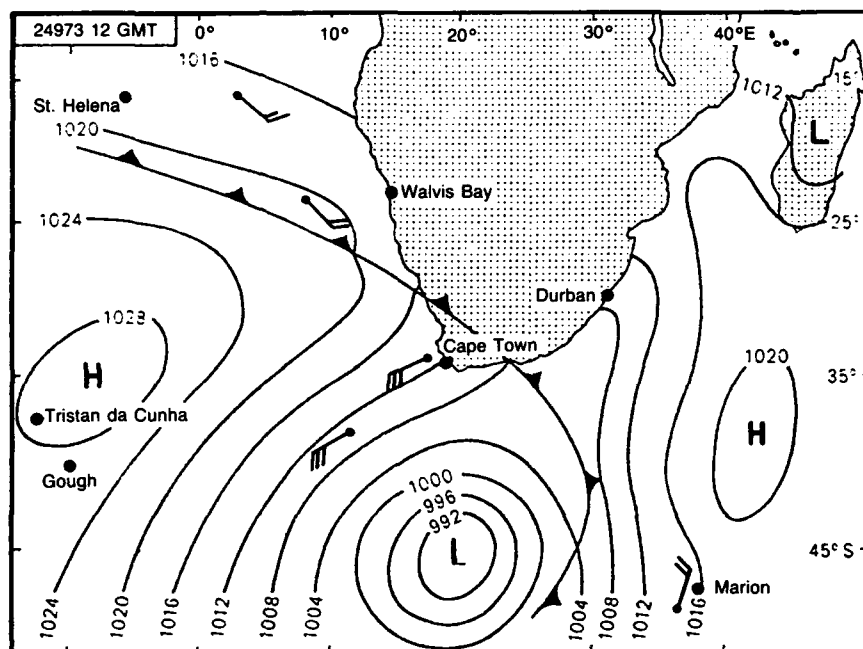 24973 12 GMT
0°
10°
20°
30°
40°E
1016
1012
15°
St. Helena
L
1020
Walvis Bay
1024
25°
Durban
1028
Cape Town
1020
H
35°
H
Tristan da Cunha
Gough
1000
996
992
L
45° S
Marion
1024
1020
1016
1012
1008
1004
1004
1008
1012
1016